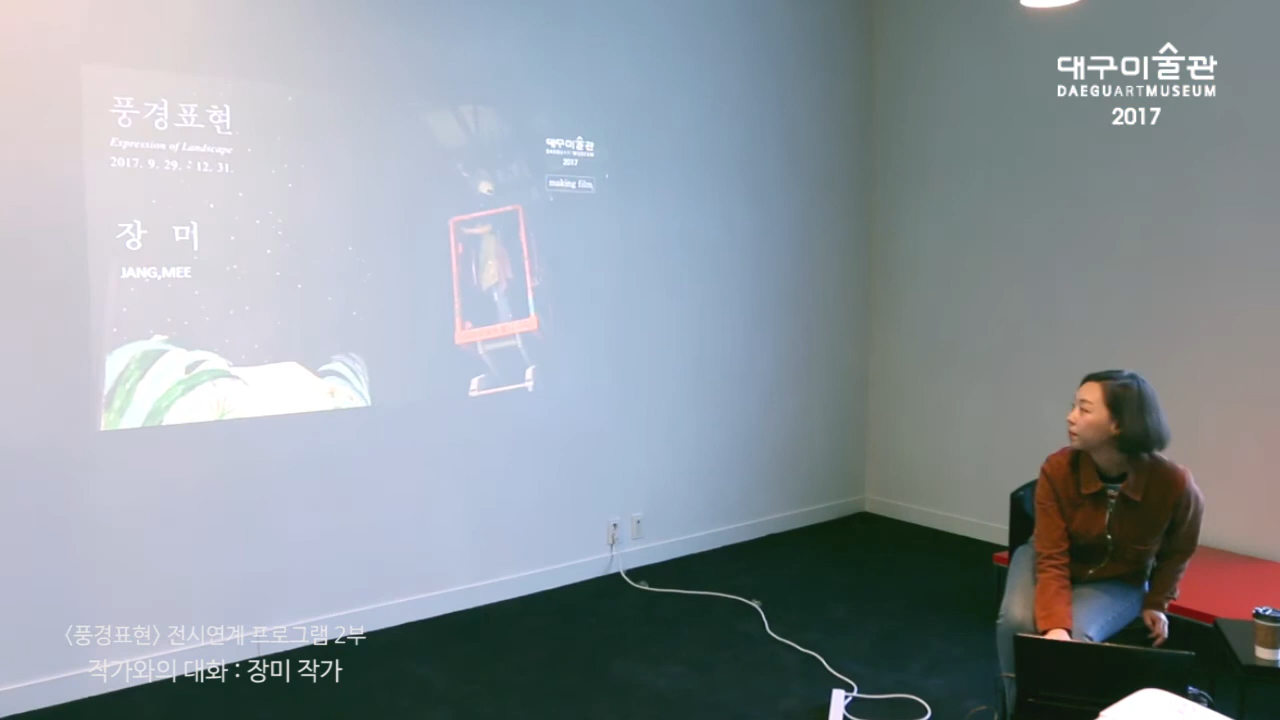 풍경표현
Expression of Landscape
2017. 9. 29. : 12. 31.
장 미
JANG,MEE
대구미술관
DAEGUARTMUSEUM
2017
making film
대구미술관
DAEGUARTMUSEUM
2017
〈풍경표현〉 전시연계 프로그램 2부
작가와의 대화 : 장미 작가